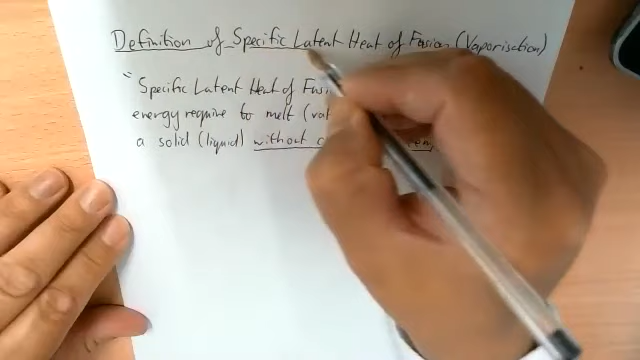 Definition of Specific Latent Heat of Fusion (Vaporisation)
" Specific Latent Heat of
energy require to melt
a solid (liquid) without